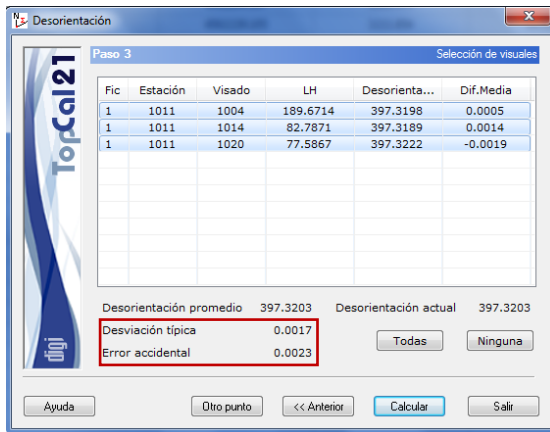 Desorientación
TopCal21
digi
Paso 3 Selección de visuales
Fic Estación Visado LH Desorienta... Dif.Media
1 1011 1004 189.6714 397.3198 0.0005
1 1011 1014 82.7871 397.3189 0.0014
1 1011 1020 77.5867 397.3222 -0.0019
Desorientación promedio 397.3203 Desorientación actual 397.3203
Desviación típica 0.0017
Error accidental 0.0023
Todas Ninguna
Ayuda Otro punto << Anterior Calcular Salir